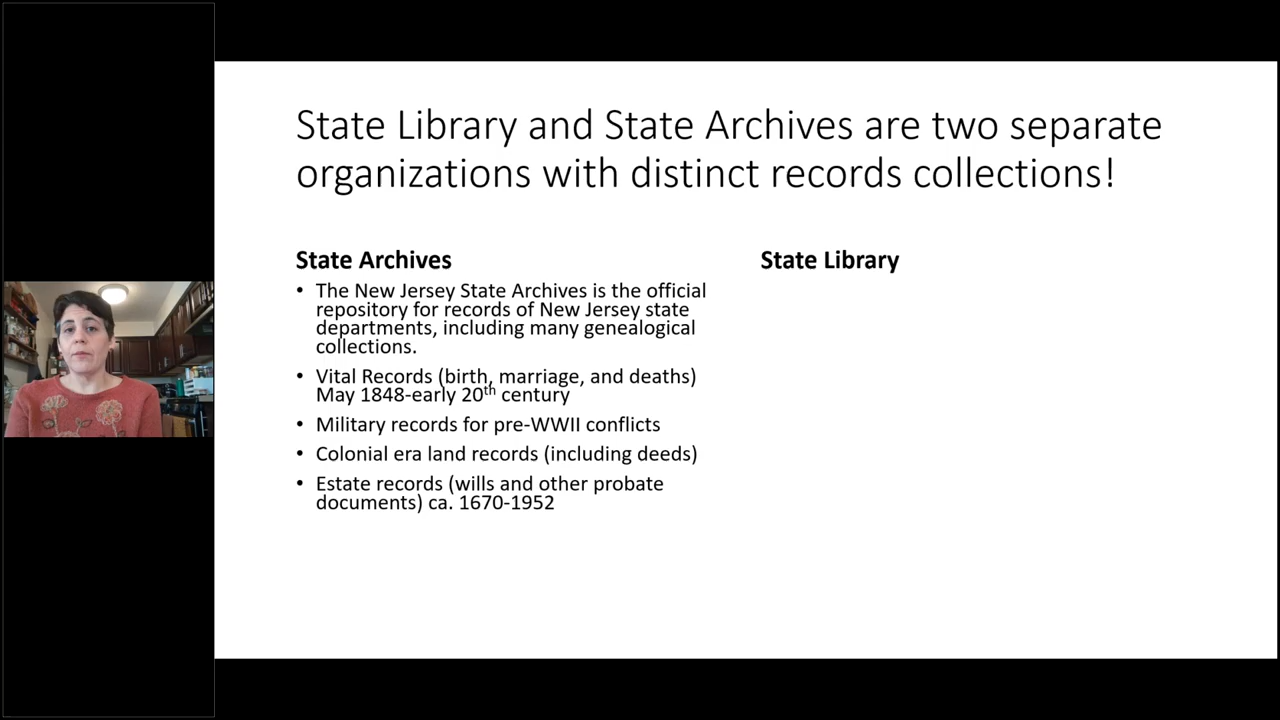 State Library and State Archives are two separate
organizations with distinct records collections!
State Archives
• The New Jersey State Archives is the official
repository for records of New Jersey state
departments, including many genealogical
collections.
• Vital Records (birth, marriage, and deaths)
May 1848-early 20th century
• Military records for pre-WWII conflicts
• Colonial era land records (including deeds)
• Estate records (wills and other probate
documents) ca. 1670-1952
State Library